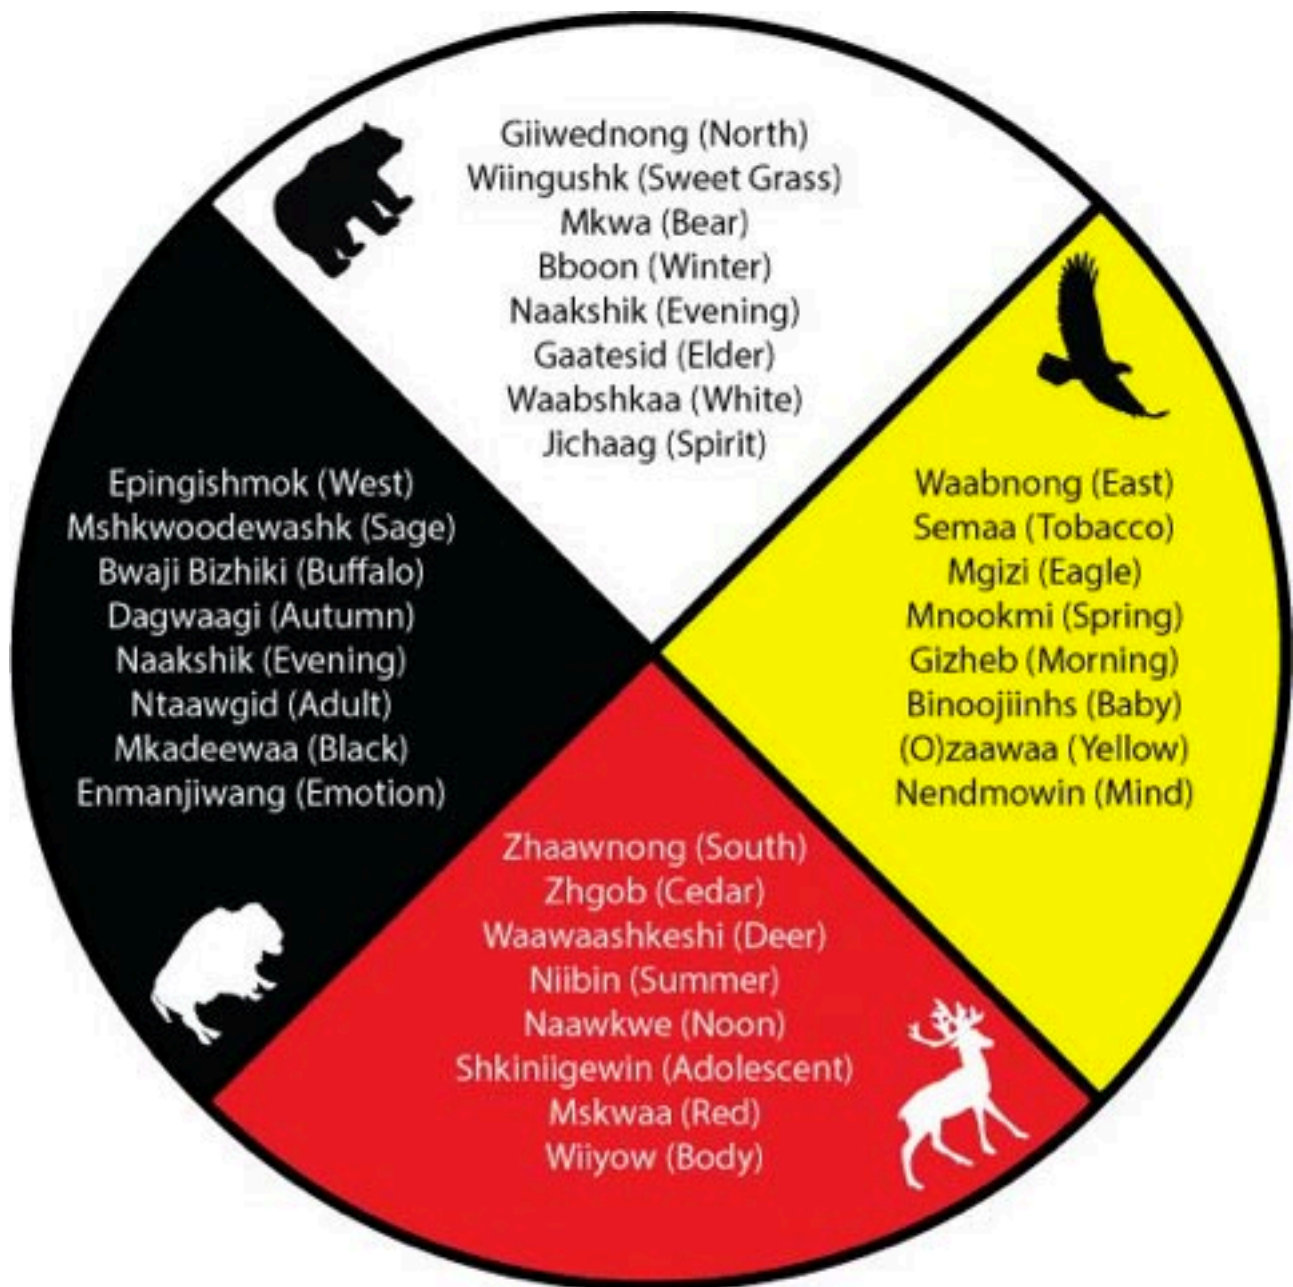 Giiwednong (North)
Wiingushk (Sweet Grass)
Mkwa (Bear)
Bboon (Winter)
Naakshik (Evening)
Gaatesid (Elder)
Waabshkaa (White)
Jichaag (Spirit)
Epingishmok (West)
Mshkwoodewashk (Sage)
Bwaji Bizhiki (Buffalo)
Dagwaagi (Autumn)
Naakshik (Evening)
Ntaawgid (Adult)
Mkadeewaa (Black)
Enmanjiwang (Emotion)
Waabnong (East)
Semaa (Tobacco)
Mgizi (Eagle)
Mnookmi (Spring)
Gizheb (Morning)
Binoojiinhs (Baby)
(O)zaawaa (Yellow)
Nendmowin (Mind)
Zhaawnong (South)
Zhgob (Cedar)
Waawaashkeshi (Deer)
Niibin (Summer)
Naawkwe (Noon)
Shkiniigewin (Adolescent)
Mskwaa (Red)
Wiiyow (Body)